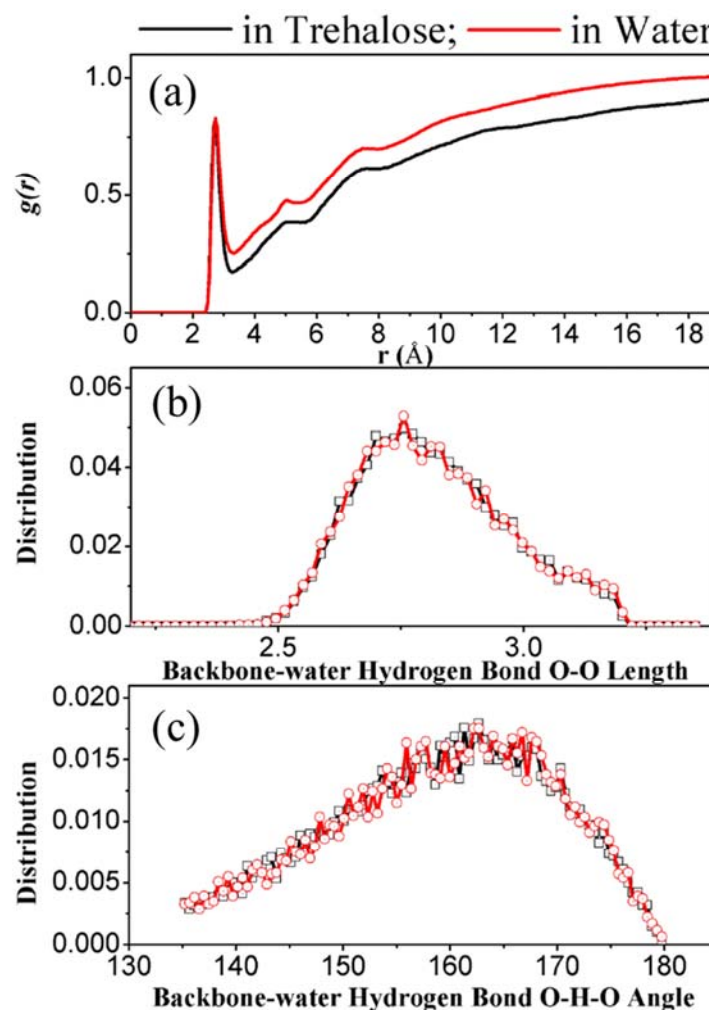 in Trehalose; in Water
(a)
1.0
0.5
0.0
g(r)
0 2 4 6 8 10 12 14 16 18
r (Å)
(b)
0.06
0.04
0.02
0.00
Distribution
2.5 3.0
Backbone-water Hydrogen Bond O-O Length
(c)
0.020
0.015
0.010
0.005
0.000
Distribution
130 140 150 160 170 180
Backbone-water Hydrogen Bond O-H-O Angle